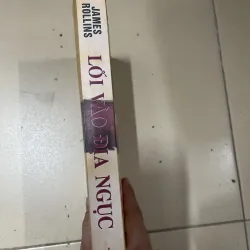 JAMES
ROLLINS
LỐI VÀO ĐỊA NGỤC